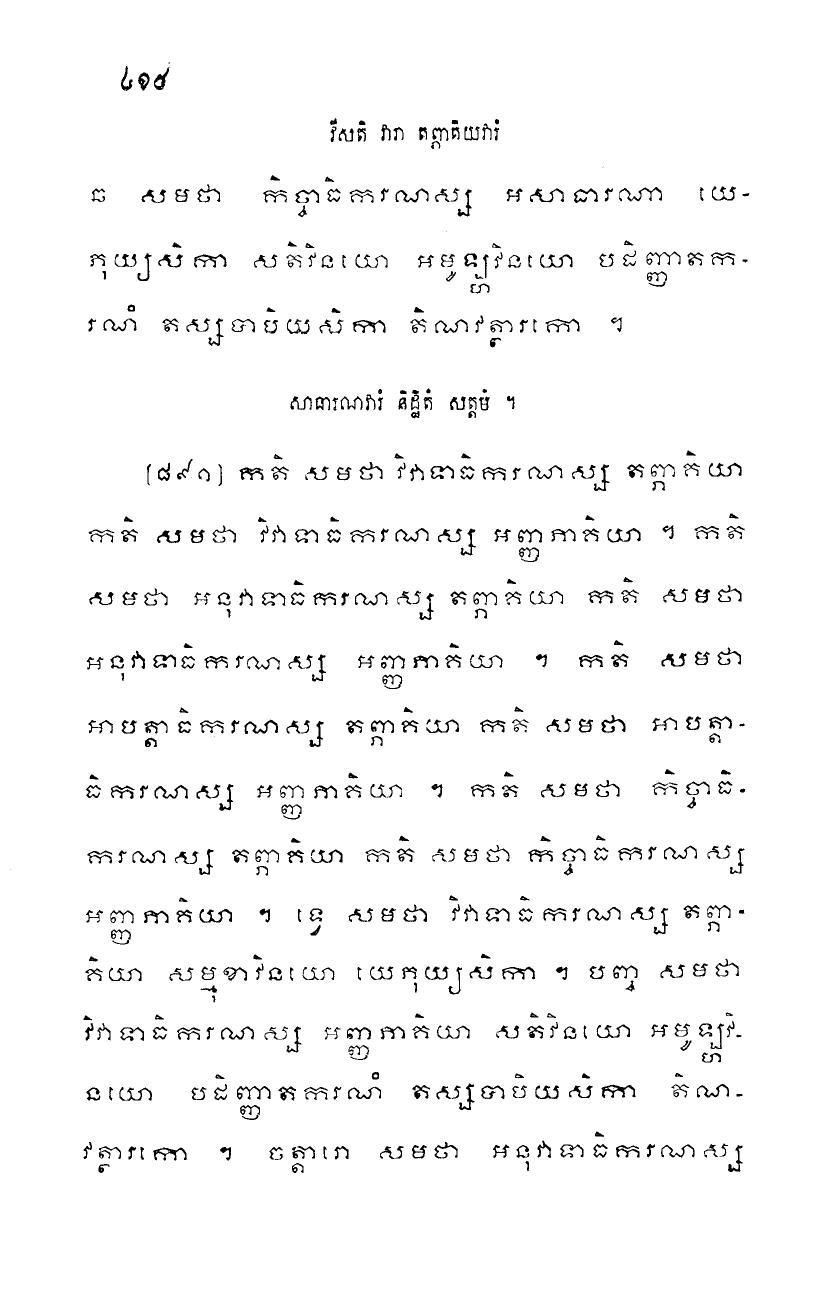 វីសតិ វារា តព្ភាគិយវារំ
ឆ សមថា កិច្ចាធិករណស្ស អសាធារណា យេ-
ភុយ្យសិកា សតិវិនយោ អមូឡ្ហវិនយោ បដិញ្ញាតក-
រណំ តស្សបាបិយសិកា តិណវត្ថារកោ ។
សាធារណវារំ និដ្ឋិតំ សត្តមំ ។
[៨៩១] កតិ សមថា វិវាទាធិករណស្ស តព្ភាគិយា
កតិ សមថា វិវាទាធិករណស្ស អញ្ញភាគិយា ។ កតិ
សមថា អនុវាទាធិករណស្ស តព្ភាគិយា កតិ សមថា
អនុវាទាធិករណស្ស អញ្ញភាគិយា ។ កតិ សមថា
អាបត្តាធិករណស្ស តព្ភាគិយា កតិ សមថា អាបត្តា-
ធិករណស្ស អញ្ញភាគិយា ។ កតិ សមថា កិច្ចាធិ-
ករណស្ស តព្ភាគិយា កតិ សមថា កិច្ចាធិករណស្ស
អញ្ញភាគិយា ។ ទ្វេ សមថា វិវាទាធិករណស្ស តព្ភា-
គិយា សម្មុខាវិនយោ យេភុយ្យសិកា ។ បញ្ច សមថា
វិវាទាធិករណស្ស អញ្ញភាគិយា សតិវិនយោ អមូឡ្ហវិ-
នយោ បដិញ្ញាតករណំ តស្សបាបិយសិកា តិណ-
វត្ថារកោ ។ ចត្តារោ សមថា អនុវាទាធិករណស្ស